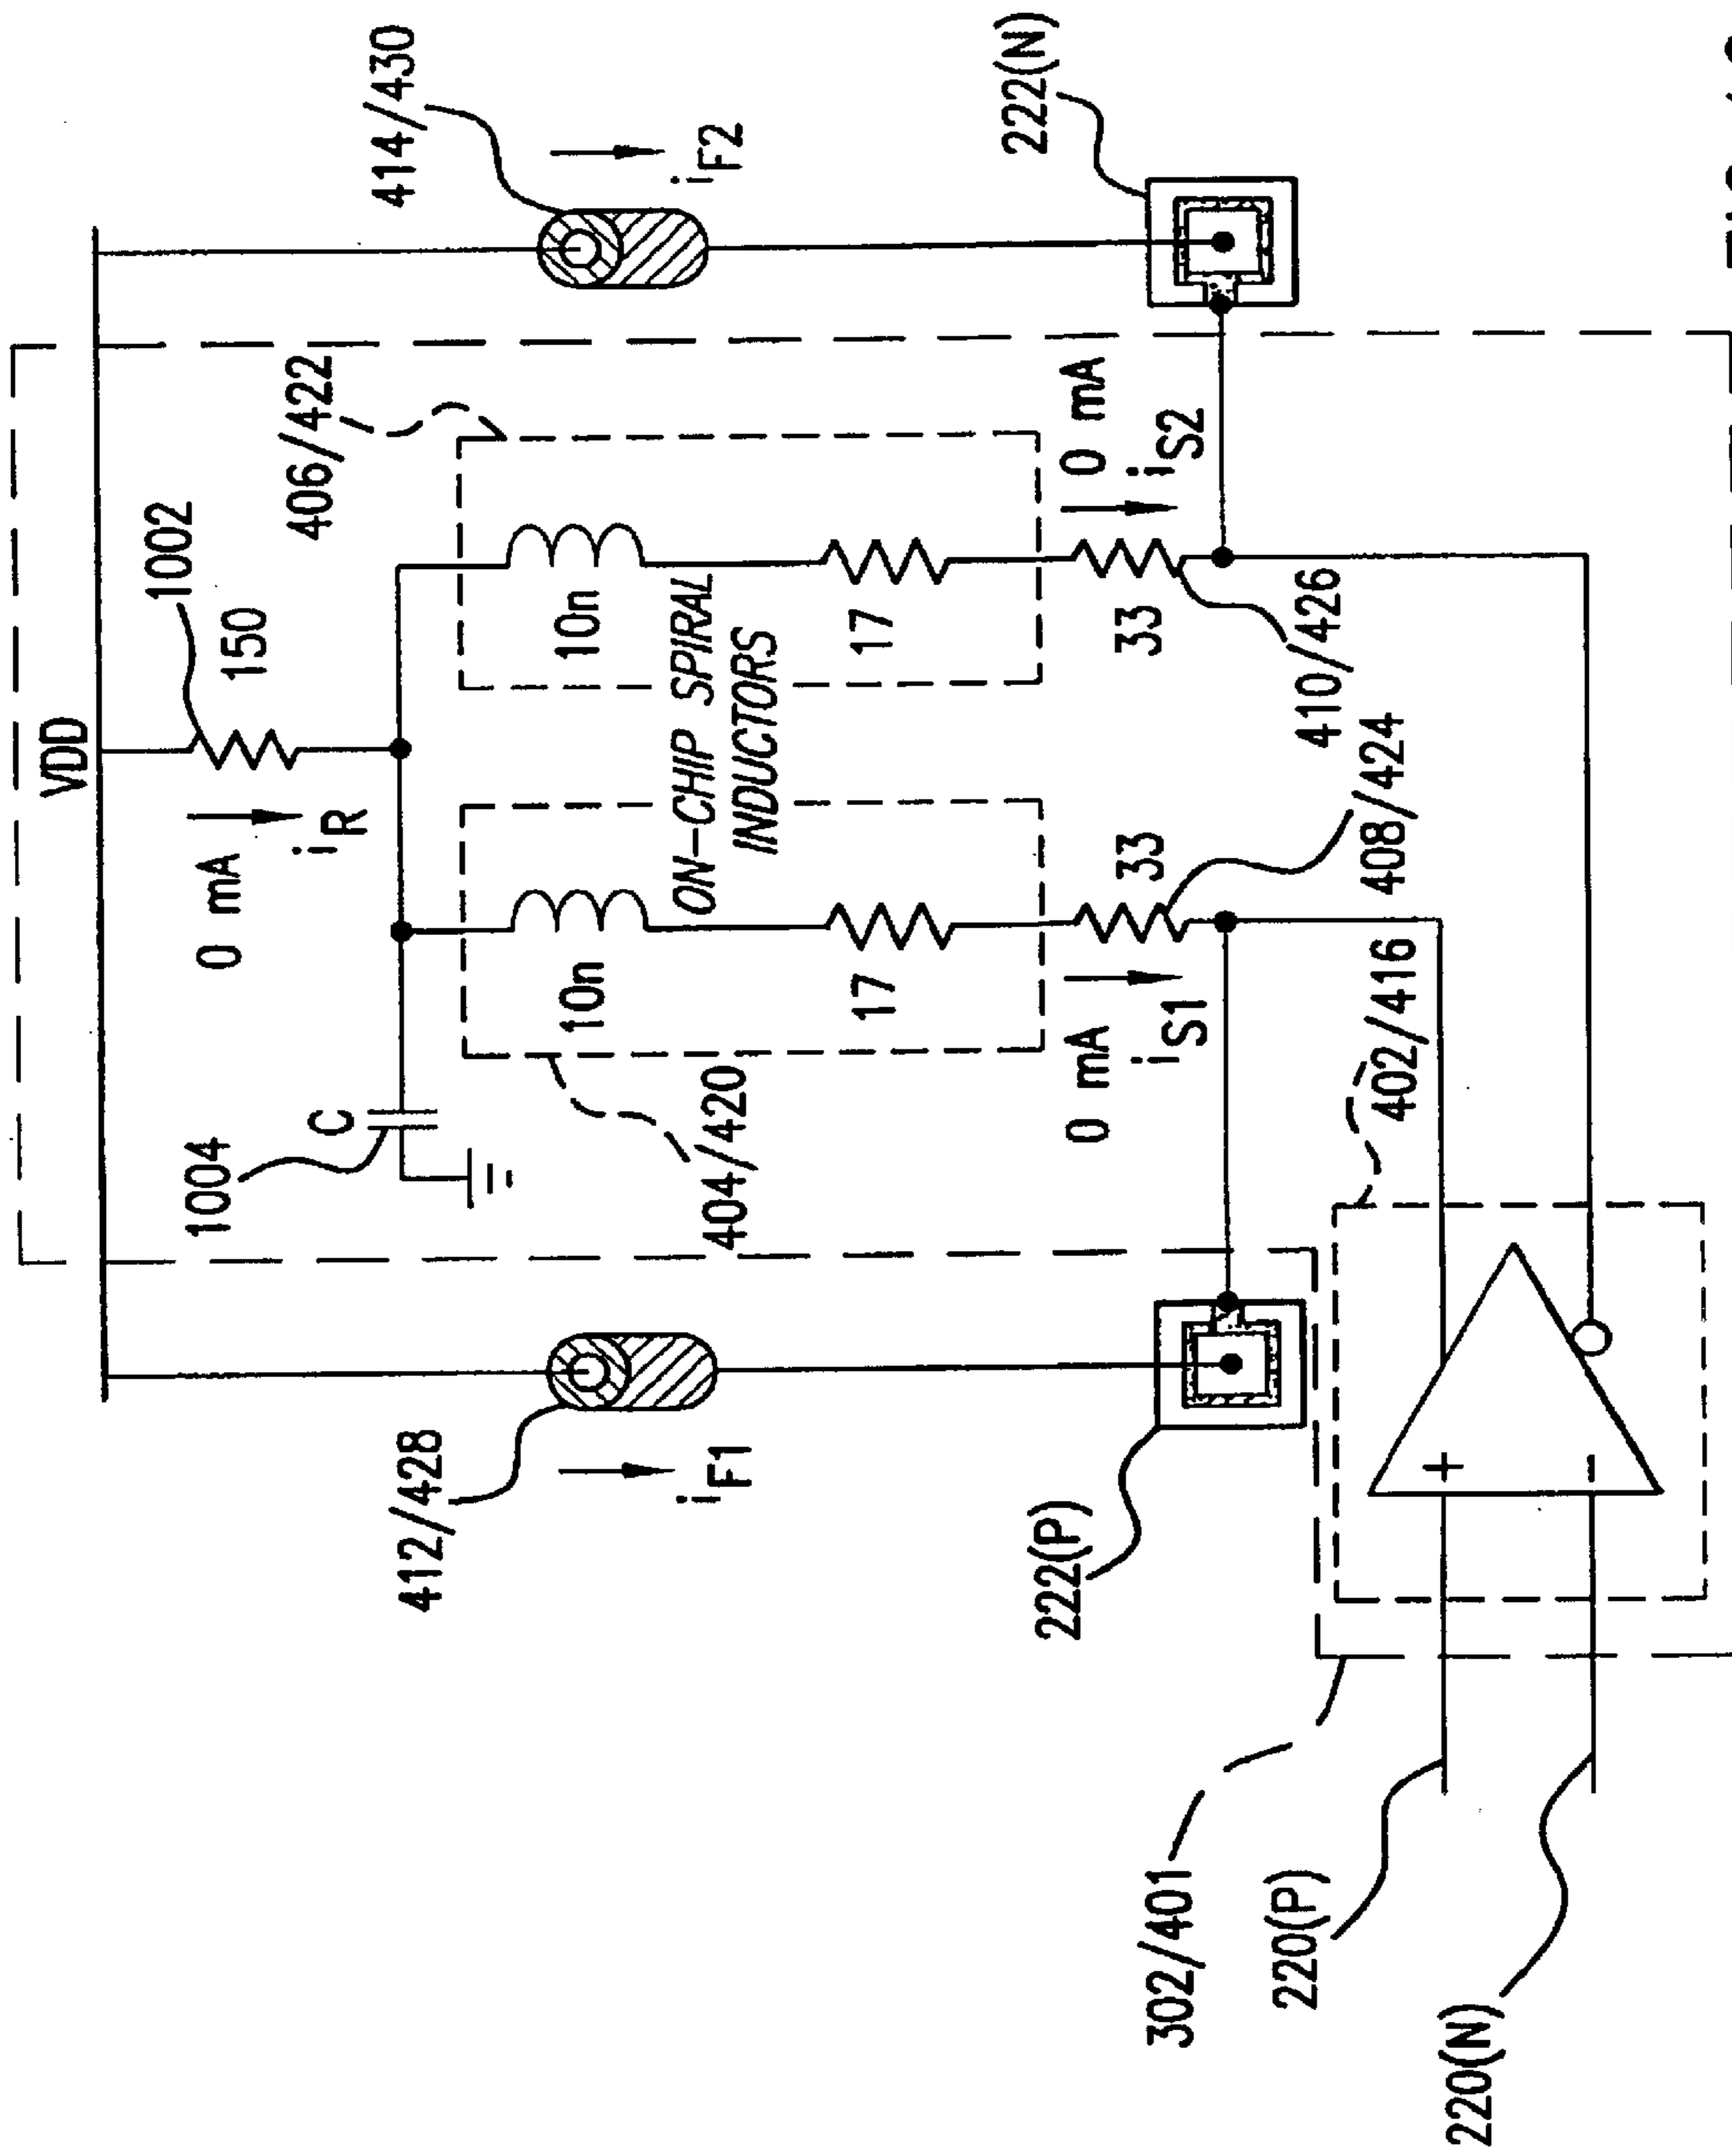 VDD
1002
150
0 mA
iR
1004
C
406/422
414/430
iF2
412/428
iF1
10n
17
10n
17
ON-CHIP SPIRAL
INDUCTORS
404/420
33
408/424
33
410/426
0 mA
iS1
0 mA
iS2
222(P)
222(N)
402/416
+
-
302/401
220(P)
220(N)